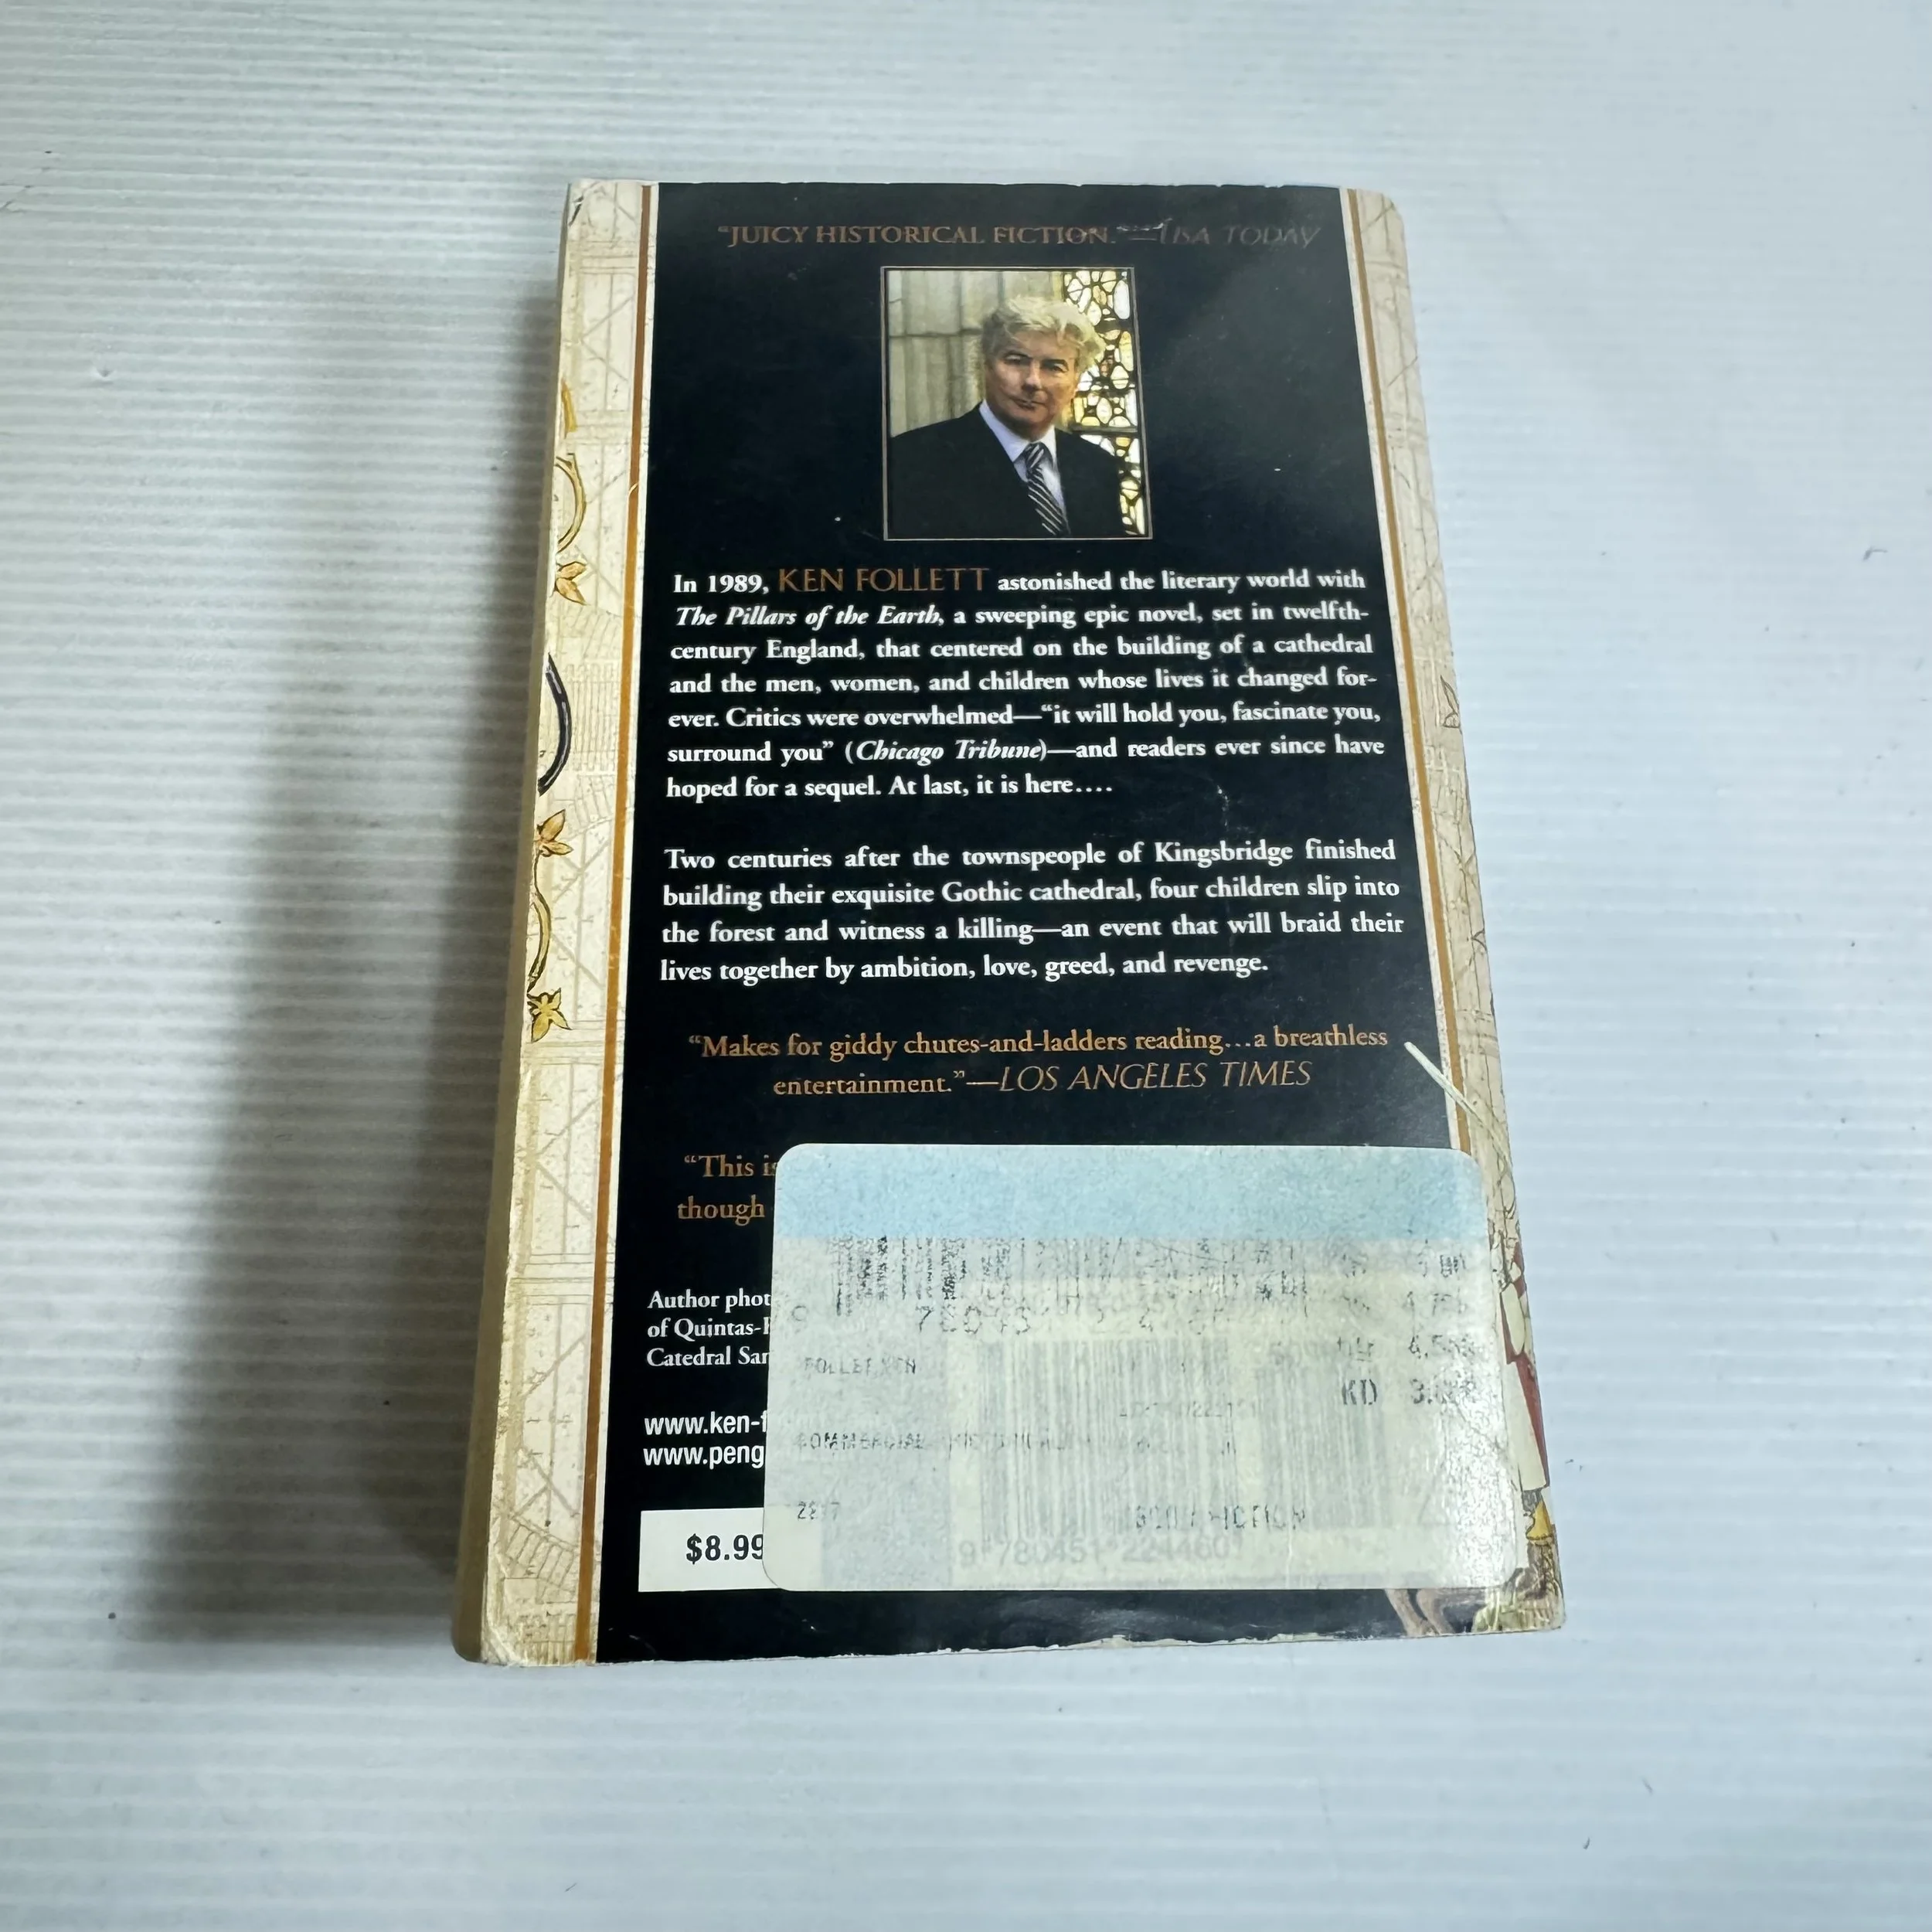 “JUICY HISTORICAL FICTION.”—USA TODAY
In 1989, KEN FOLLETT astonished the literary world with
The Pillars of the Earth, a sweeping epic novel, set in twelfth-
century England, that centered on the building of a cathedral
and the men, women, and children whose lives it changed for-
ever. Critics were overwhelmed—“it will hold you, fascinate you,
surround you” (Chicago Tribune)—and readers ever since have
hoped for a sequel. At last, it is here....
Two centuries after the townspeople of Kingsbridge finished
building their exquisite Gothic cathedral, four children slip into
the forest and witness a killing—an event that will braid their
lives together by ambition, love, greed, and revenge.
“Makes for giddy chutes-and-ladders reading...a breathless
entertainment.”—LOS ANGELES TIMES
“This is
though
Author phot
of Quintas-
Catedral San
KD
www.ken-f
www.peng
FICTION
$8.99